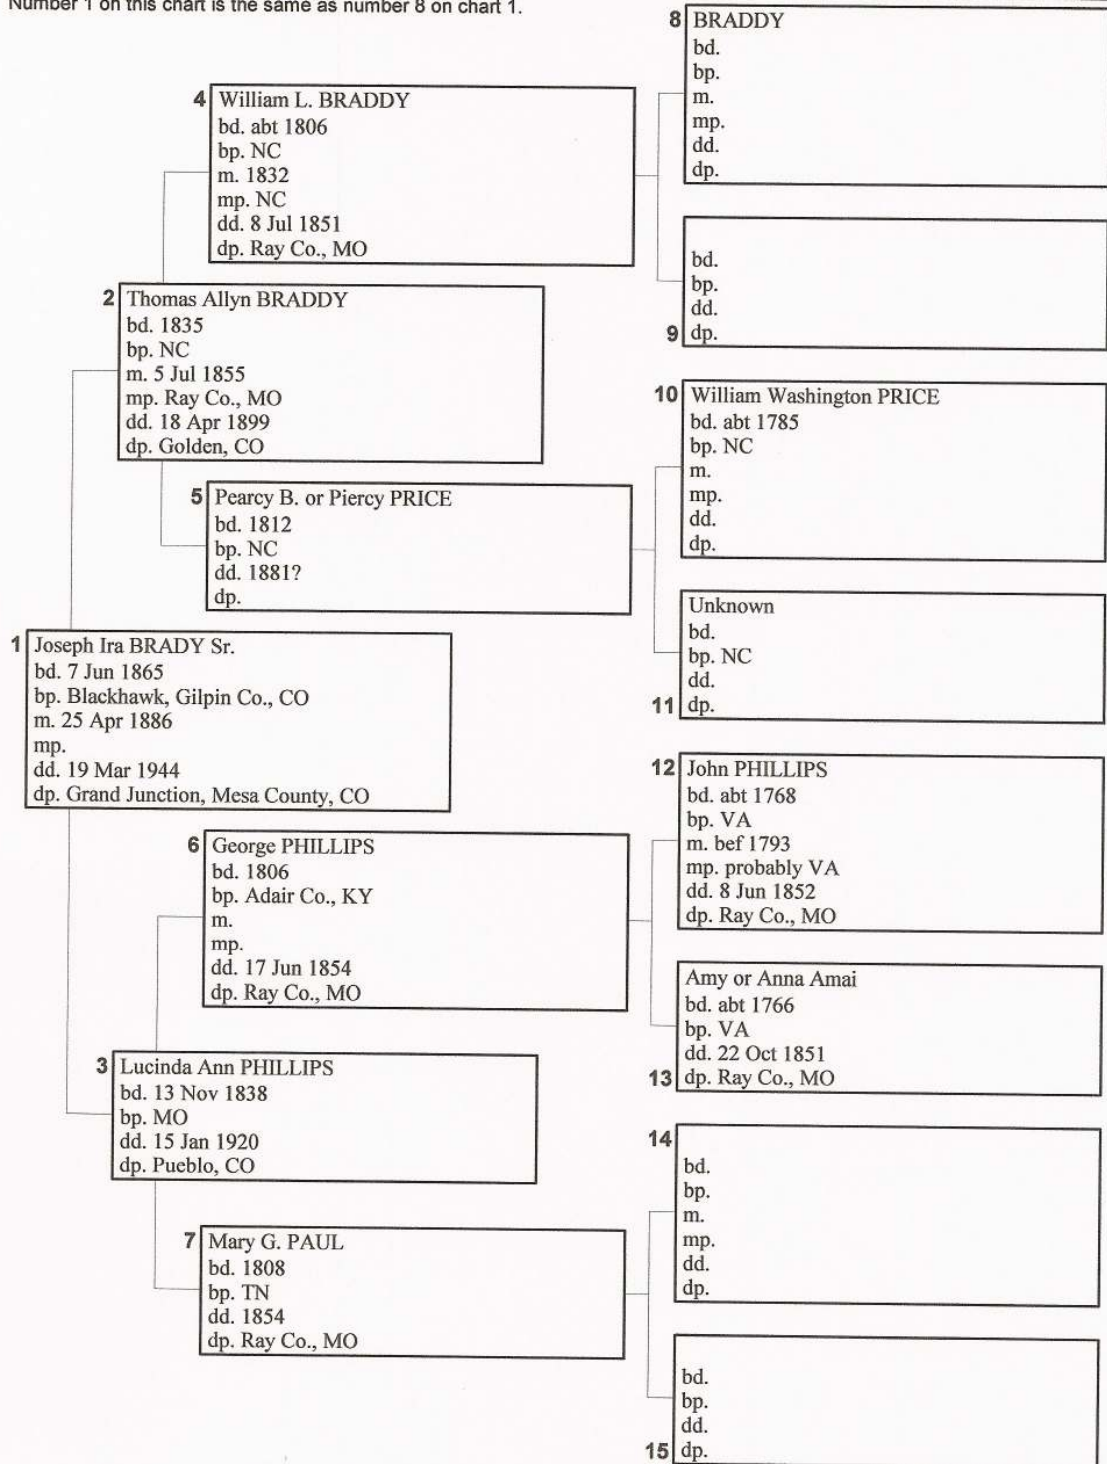 Number 1 on this chart is the same as number 8 on chart 1.
8 BRADDY
bd.
bp.
m.
mp.
dd.
dp.
4 William L. BRADDY
bd. abt 1806
bp. NC
m. 1832
mp. NC
dd. 8 Jul 1851
dp. Ray Co., MO
bd.
bp.
dd.
9 dp.
2 Thomas Allyn BRADDY
bd. 1835
bp. NC
m. 5 Jul 1855
mp. Ray Co., MO
dd. 18 Apr 1899
dp. Golden, CO
10 William Washington PRICE
bd. abt 1785
bp. NC
m.
mp.
dd.
dp.
5 Pearcy B. or Piercy PRICE
bd. 1812
bp. NC
dd. 1881?
dp.
Unknown
bd.
bp. NC
dd.
11 dp.
1 Joseph Ira BRADY Sr.
bd. 7 Jun 1865
bp. Blackhawk, Gilpin Co., CO
m. 25 Apr 1886
mp.
dd. 19 Mar 1944
dp. Grand Junction, Mesa County, CO
12 John PHILLIPS
bd. abt 1768
bp. VA
m. bef 1793
mp. probably VA
dd. 8 Jun 1852
dp. Ray Co., MO
6 George PHILLIPS
bd. 1806
bp. Adair Co., KY
m.
mp.
dd. 17 Jun 1854
dp. Ray Co., MO
Amy or Anna Amai
bd. abt 1766
bp. VA
dd. 22 Oct 1851
13 dp. Ray Co., MO
3 Lucinda Ann PHILLIPS
bd. 13 Nov 1838
bp. MO
dd. 15 Jan 1920
dp. Pueblo, CO
14
bd.
bp.
m.
mp.
dd.
dp.
7 Mary G. PAUL
bd. 1808
bp. TN
dd. 1854
dp. Ray Co., MO
bd.
bp.
dd.
15 dp.